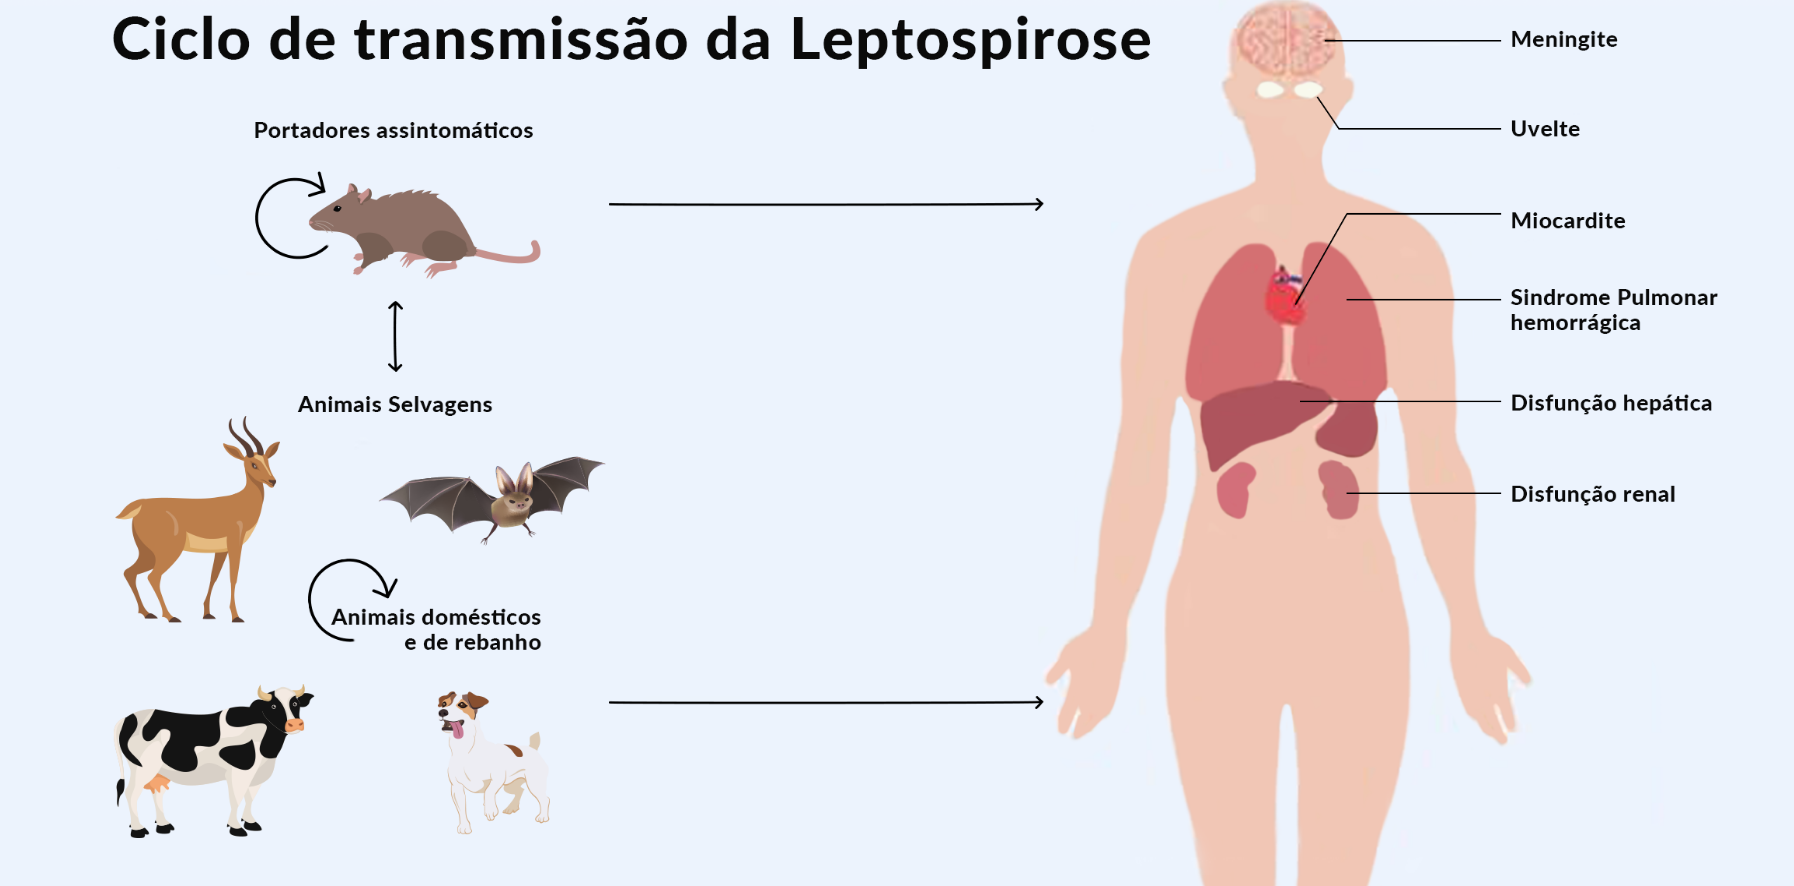 Ciclo de transmissão da Leptospirose
Portadores assintomáticos
Animais Selvagens
Animais domésticos
e de rebanho
Meningite
Uvelte
Miocardite
Sindrome Pulmonar
hemorrágica
Disfunção hepática
Disfunção renal